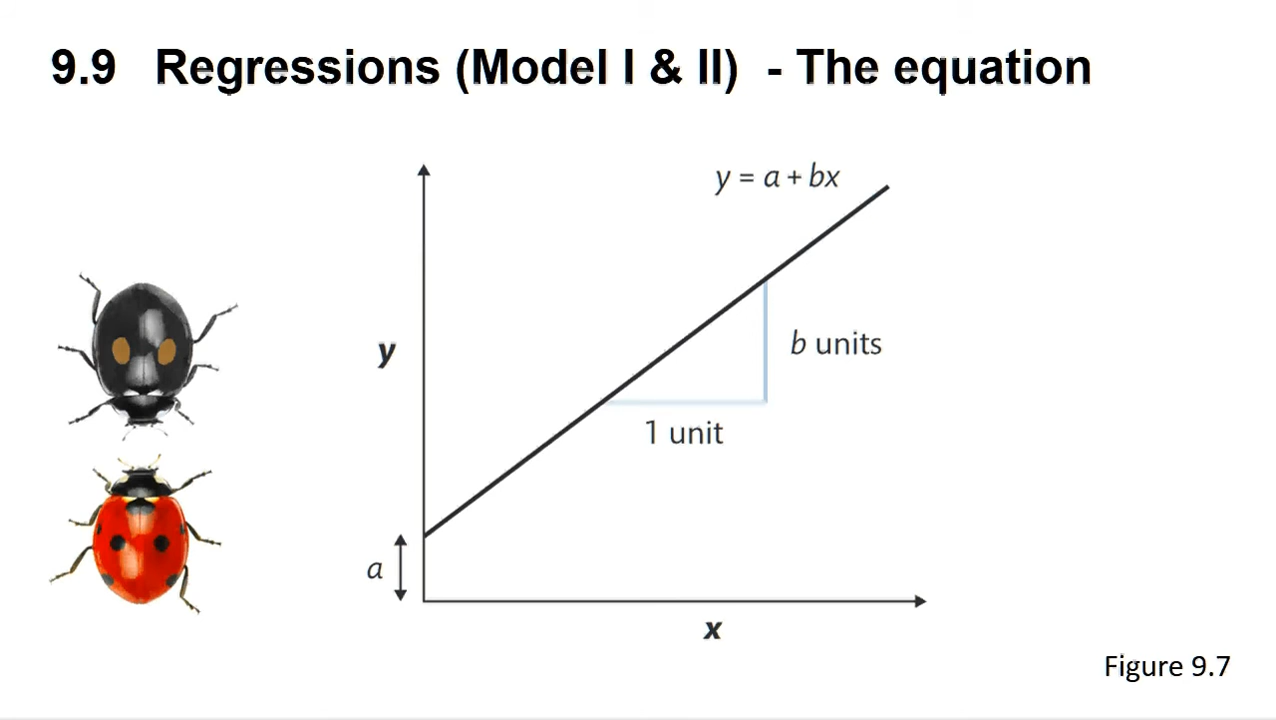 9.9 Regressions (Model I & II) - The equation
y = a + bx
y
b units
1 unit
a
x
Figure 9.7